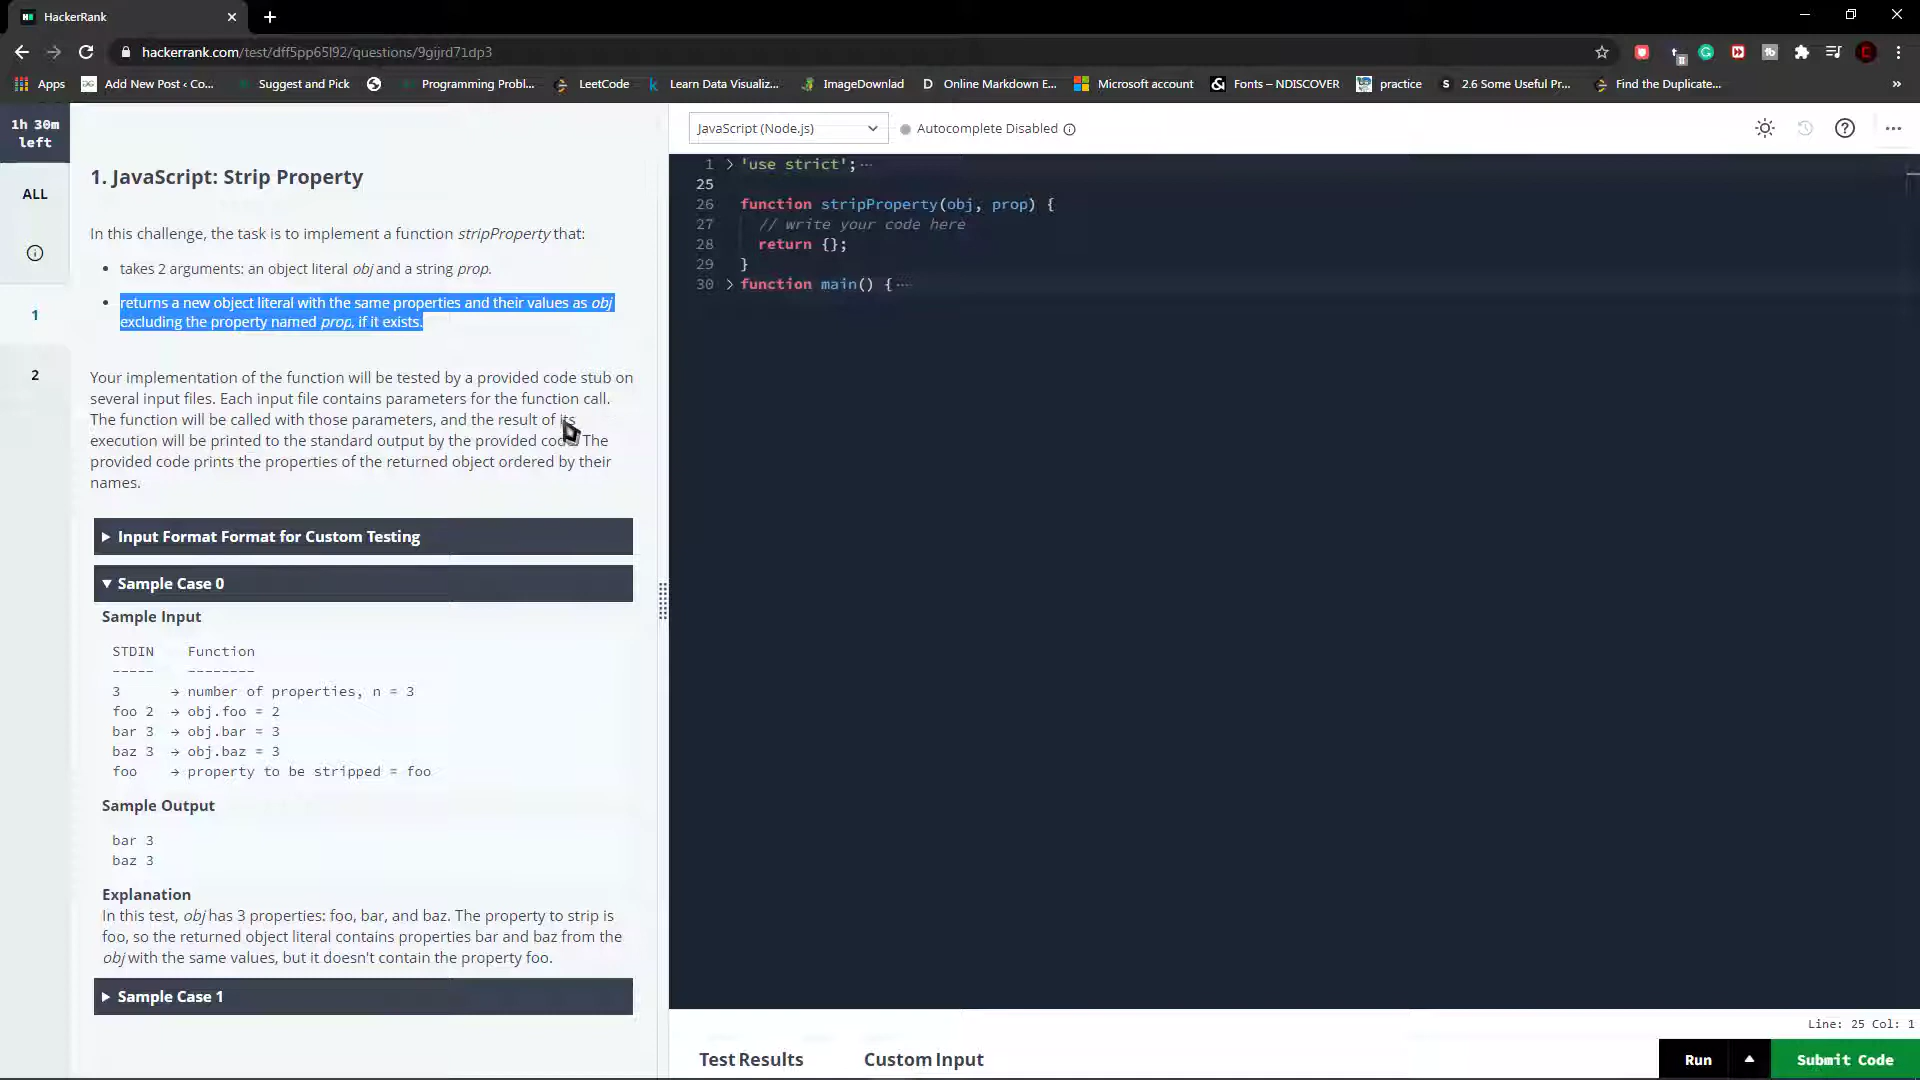 HackerRank
hackerrank.com/test/dff5pp65l92/questions/9gijrd71dp3
Apps
Add New Post ‹ Co...
Suggest and Pick
Programming Probl...
LeetCode
Learn Data Visualiz...
ImageDownlad
Online Markdown E...
Microsoft account
Fonts – NDISCOVER
practice
2.6 Some Useful Pr...
Find the Duplicate...
1h 30m
left
ALL
1
2
1. JavaScript: Strip Property
In this challenge, the task is to implement a function stripProperty that:
• takes 2 arguments: an object literal obj and a string prop.
• returns a new object literal with the same properties and their values as obj
excluding the property named prop, if it exists.
Your implementation of the function will be tested by a provided code stub on
several input files. Each input file contains parameters for the function call.
The function will be called with those parameters, and the result of its
execution will be printed to the standard output by the provided code. The
provided code prints the properties of the returned object ordered by their
names.
Input Format Format for Custom Testing
Sample Case 0
Sample Input
STDIN Function
----- --------
3 → number of properties, n = 3
foo 2 → obj.foo = 2
bar 3 → obj.bar = 3
baz 3 → obj.baz = 3
foo → property to be stripped = foo
Sample Output
bar 3
baz 3
Explanation
In this test, obj has 3 properties: foo, bar, and baz. The property to strip is
foo, so the returned object literal contains properties bar and baz from the
obj with the same values, but it doesn't contain the property foo.
Sample Case 1
JavaScript (Node.js)
Autocomplete Disabled
1 > 'use strict';
25
26 function stripProperty(obj, prop) {
27 // write your code here
28 return {};
29 }
30 > function main() {
Line: 25 Col: 1
Test Results
Custom Input
Run
Submit Code